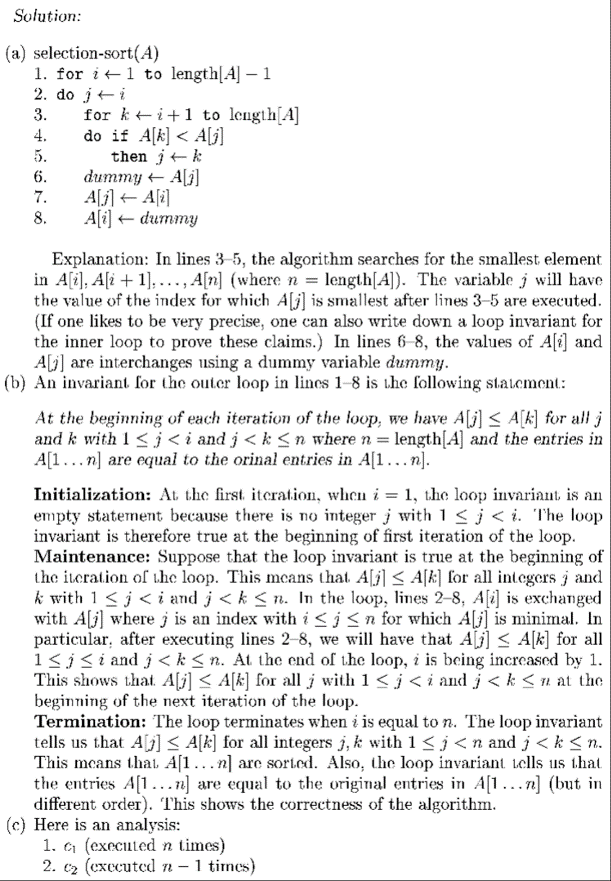 Solution:
(a) selection-sort(A)
1. for i ← 1 to length[A] − 1
2. do j ← i
3. for k ← i + 1 to length[A]
4. do if A[k] < A[j]
5. then j ← k
6. dummy ← A[j]
7. A[j] ← A[i]
8. A[i] ← dummy
Explanation: In lines 3–5, the algorithm searches for the smallest element
in A[i], A[i + 1], . . . , A[n] (where n = length[A]). The variable j will have
the value of the index for which A[j] is smallest after lines 3–5 are executed.
(If one likes to be very precise, one can also write down a loop invariant for
the inner loop to prove these claims.) In lines 6–8, the values of A[i] and
A[j] are interchanges using a dummy variable dummy.
(b) An invariant for the outer loop in lines 1–8 is the following statement:
At the beginning of each iteration of the loop, we have A[j] ≤ A[k] for all j
and k with 1 ≤ j < i and j < k ≤ n where n = length[A] and the entries in
A[1 . . . n] are equal to the orinal entries in A[1 . . . n].
Initialization: At the first iteration, when i = 1, the loop invariant is an
empty statement because there is no integer j with 1 ≤ j < i. The loop
invariant is therefore true at the beginning of first iteration of the loop.
Maintenance: Suppose that the loop invariant is true at the beginning of
the iteration of the loop. This means that A[j] ≤ A[k] for all integers j and
k with 1 ≤ j < i and j < k ≤ n. In the loop, lines 2–8, A[i] is exchanged
with A[j] where j is an index with i ≤ j ≤ n for which A[j] is minimal. In
particular, after executing lines 2–8, we will have that A[j] ≤ A[k] for all
1 ≤ j ≤ i and j < k ≤ n. At the end of the loop, i is being increased by 1.
This shows that A[j] ≤ A[k] for all j with 1 ≤ j < i and j < k ≤ n at the
beginning of the next iteration of the loop.
Termination: The loop terminates when i is equal to n. The loop invariant
tells us that A[j] ≤ A[k] for all integers j, k with 1 ≤ j < n and j < k ≤ n.
This means that A[1 . . . n] are sorted. Also, the loop invariant tells us that
the entries A[1 . . . n] are equal to the original entries in A[1 . . . n] (but in
different order). This shows the correctness of the algorithm.
(c) Here is an analysis:
1. c₁ (executed n times)
2. c₂ (executed n − 1 times)